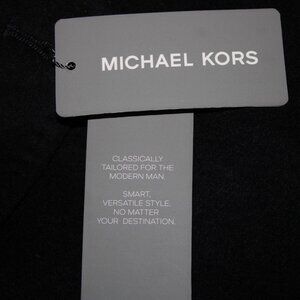 MICHAEL KORS
CLASSICALLY
TAILORED FOR THE
MODERN MAN.
SMART,
VERSATILE STYLE.
NO MATTER
YOUR DESTINATION.